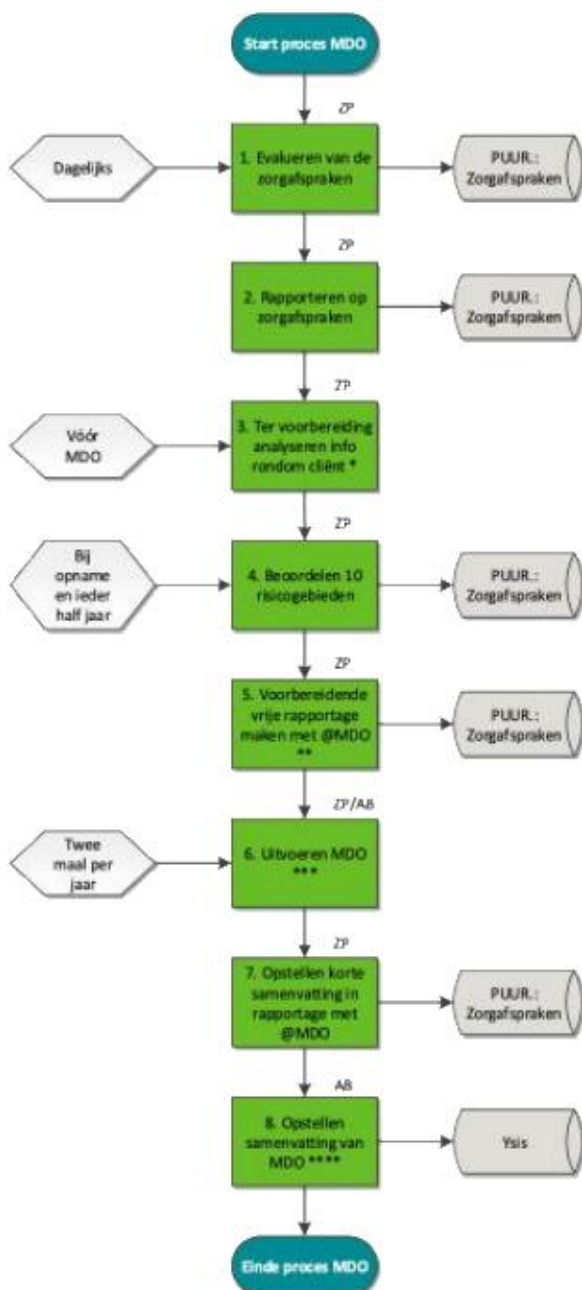 Start proces MDO
ZP
Dagelijks
1. Evalueren van de
zorgafspraken
PUUR.:
Zorgafspraken
ZP
2. Rapporteren op
zorgafspraken
PUUR.:
Zorgafspraken
ZP
Vóór
MDO
3. Ter voorbereiding
analyseren info
rondom cliënt *
ZP
Bij
opname
en ieder
half jaar
4. Beoordelen 10
risicogebieden
PUUR.:
Zorgafspraken
ZP
5. Voorbereidende
vrije rapportage
maken met @MDO
**
PUUR.:
Zorgafspraken
ZP/AB
Twee
maal per
jaar
6. Uitvoeren MDO
***
ZP
7. Opstellen korte
samenvatting in
rapportage met
@MDO
PUUR.:
Zorgafspraken
AB
8. Opstellen
samenvatting van
MDO ****
Ysis
Einde proces MDO